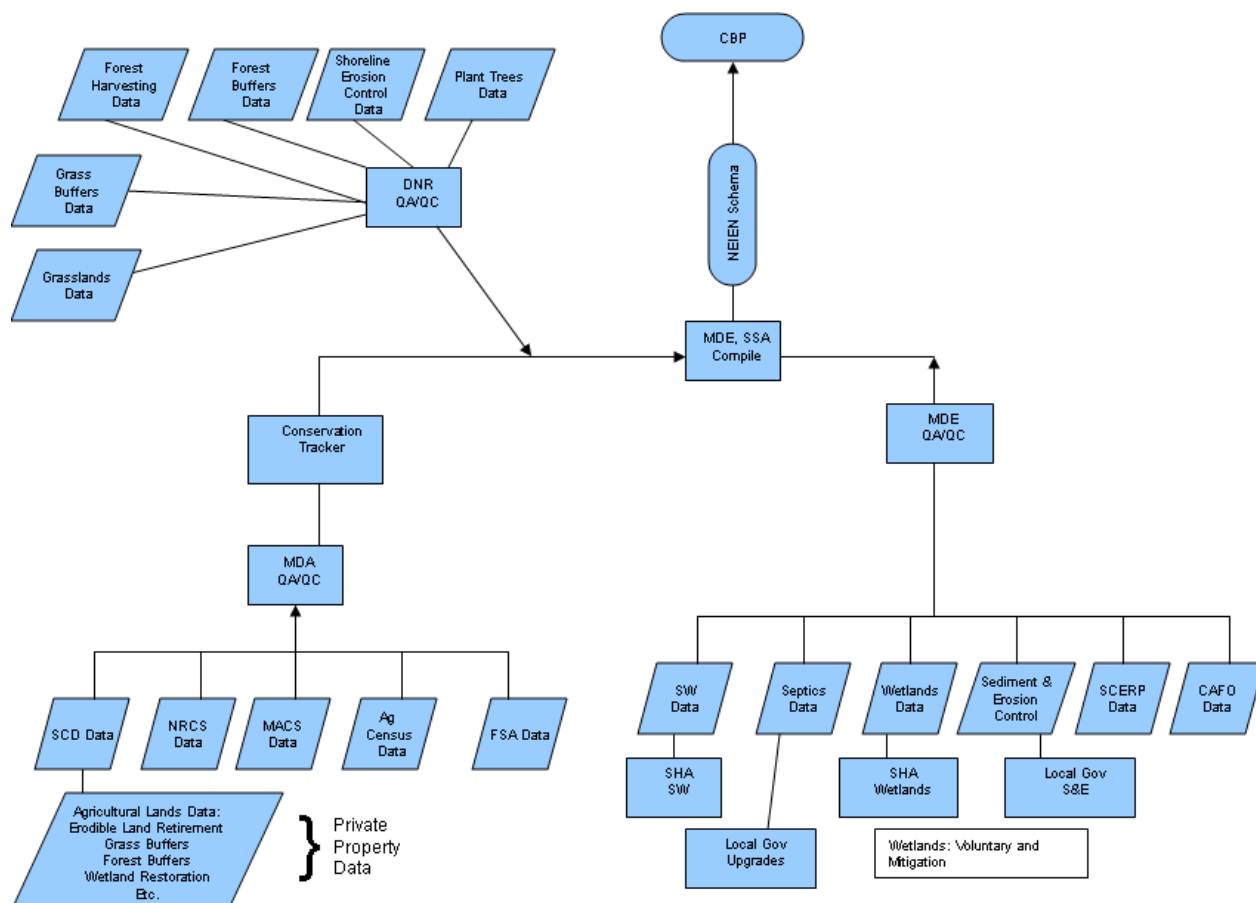 CBP
Forest
Harvesting
Data
Forest
Buffers
Data
Shoreline
Erosion
Control
Data
Plant Trees
Data
Grass
Buffers
Data
DNR
QA/QC
NEIEN Schema
Grasslands
Data
MDE, SSA
Compile
Conservation
Tracker
MDE
QA/QC
MDA
QA/QC
SCD Data
NRCS
Data
MACS
Data
Ag
Census
Data
FSA Data
SW
Data
Septics
Data
Wetlands
Data
Sediment &
Erosion
Control
SCERP
Data
CAFO
Data
SHA
SW
SHA
Wetlands
Local Gov
S&E
Agricultural Lands Data:
Erodible Land Retirement
Grass Buffers
Forest Buffers
Wetland Restoration
Etc.
} Private
Property
Data
Local Gov
Upgrades
Wetlands: Voluntary and
Mitigation